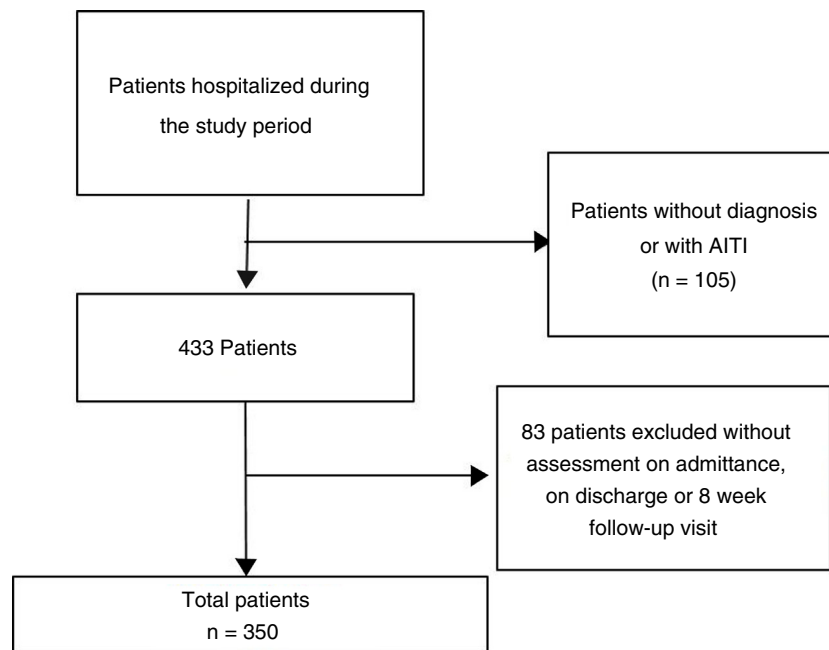 Patients hospitalized during
the study period
Patients without diagnosis
or with AITI
(n = 105)
433 Patients
83 patients excluded without
assessment on admittance,
on discharge or 8 week
follow-up visit
Total patients
n = 350